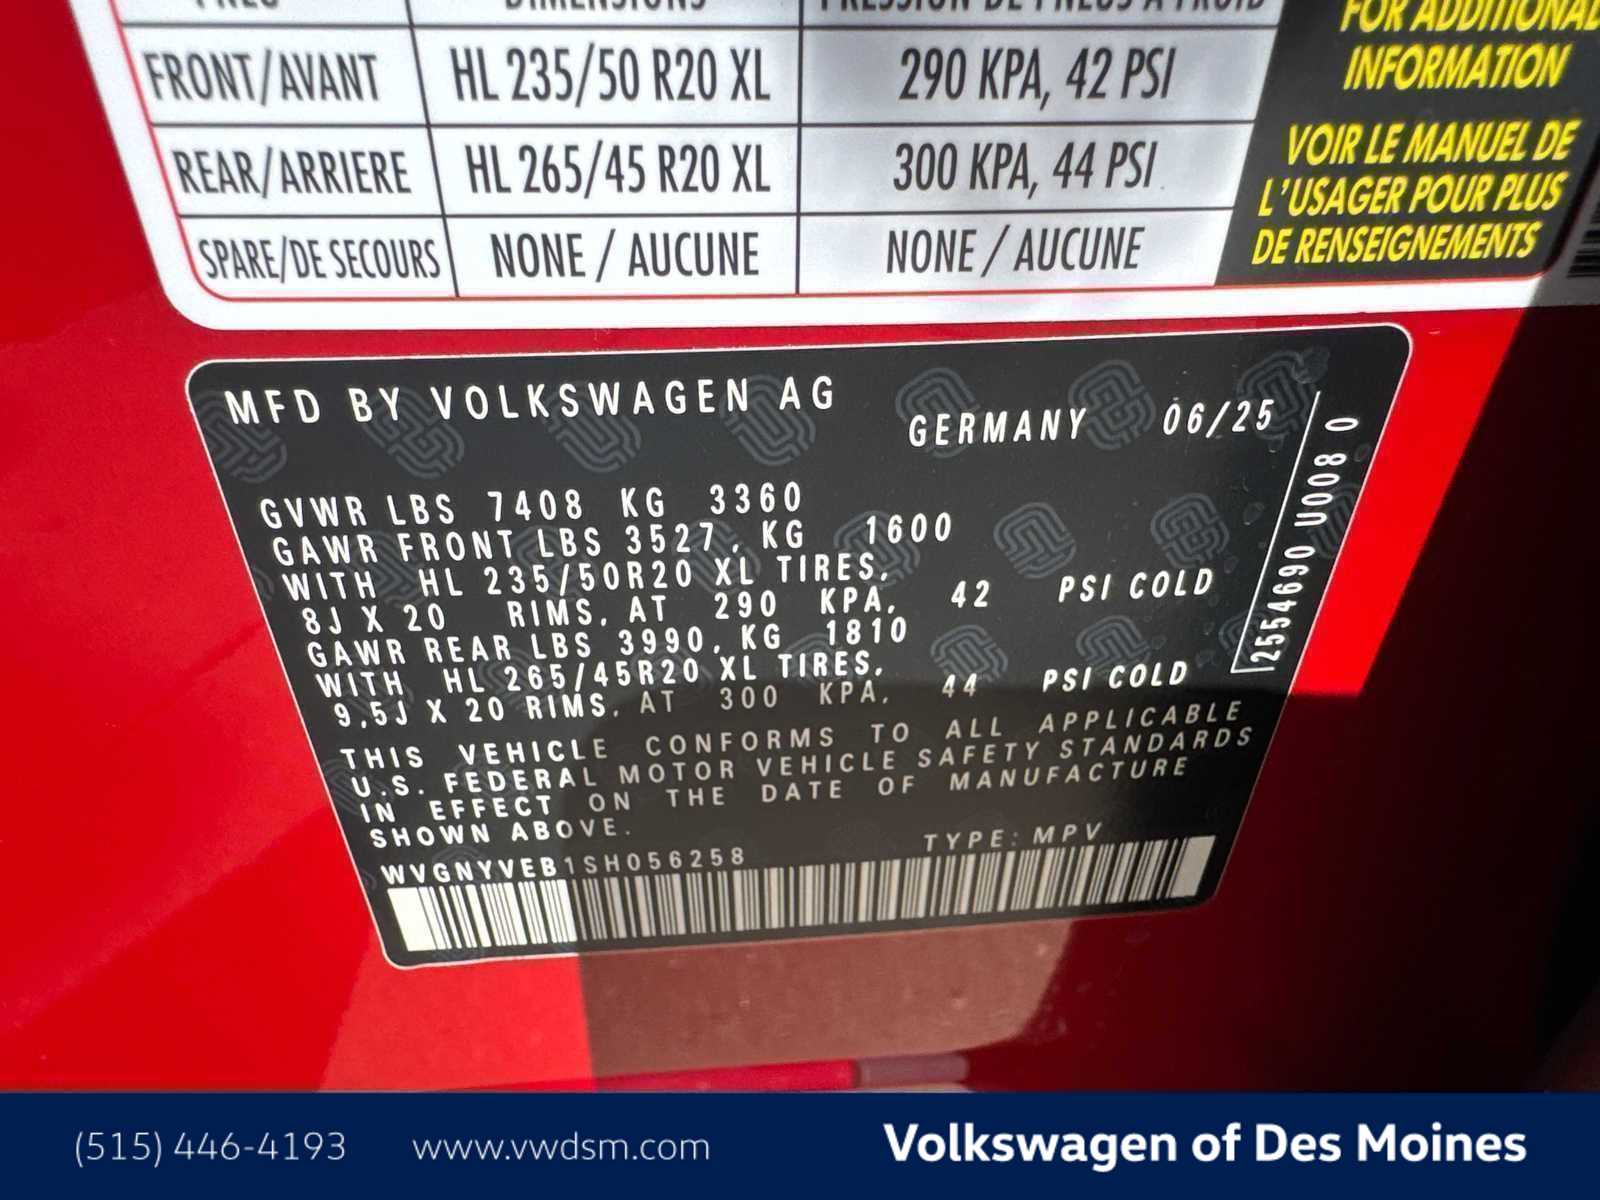 PNEU DIMENSIONS PRESSION DE PNEUS À FROID
FRONT/AVANT HL 235/50 R20 XL 290 KPA, 42 PSI
REAR/ARRIERE HL 265/45 R20 XL 300 KPA, 44 PSI
SPARE/DE SECOURS NONE / AUCUNE NONE / AUCUNE
FOR ADDITIONAL
INFORMATION
VOIR LE MANUEL DE
L'USAGER POUR PLUS
DE RENSEIGNEMENTS
MFD BY VOLKSWAGEN AG
GERMANY 06/25
GVWR LBS 7408 KG 3360
GAWR FRONT LBS 3527, KG 1600
WITH HL 235/50R20 XL TIRES,
8J X 20 RIMS, AT 290 KPA, 42 PSI COLD
GAWR REAR LBS 3990, KG 1810
WITH HL 265/45R20 XL TIRES,
9,5J X 20 RIMS, AT 300 KPA, 44 PSI COLD
THIS VEHICLE CONFORMS TO ALL APPLICABLE
U.S. FEDERAL MOTOR VEHICLE SAFETY STANDARDS
IN EFFECT ON THE DATE OF MANUFACTURE
SHOWN ABOVE.
WVGNYVEB1SH056258 TYPE: MPV
2554690 U008 0
(515) 446-4193 www.vwdsm.com Volkswagen of Des Moines